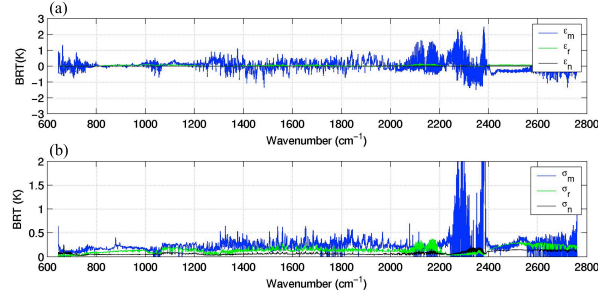 (a)
BRT(K)
3
2
1
0
−1
−2
−3
ε_m
ε_r
ε_n
600 800 1000 1200 1400 1600 1800 2000 2200 2400 2600 2800
Wavenumber (cm⁻¹)
(b)
BRT (K)
2
1.5
1
0.5
0
σ_m
σ_r
σ_n
600 800 1000 1200 1400 1600 1800 2000 2200 2400 2600 2800
Wavenumber (cm⁻¹)